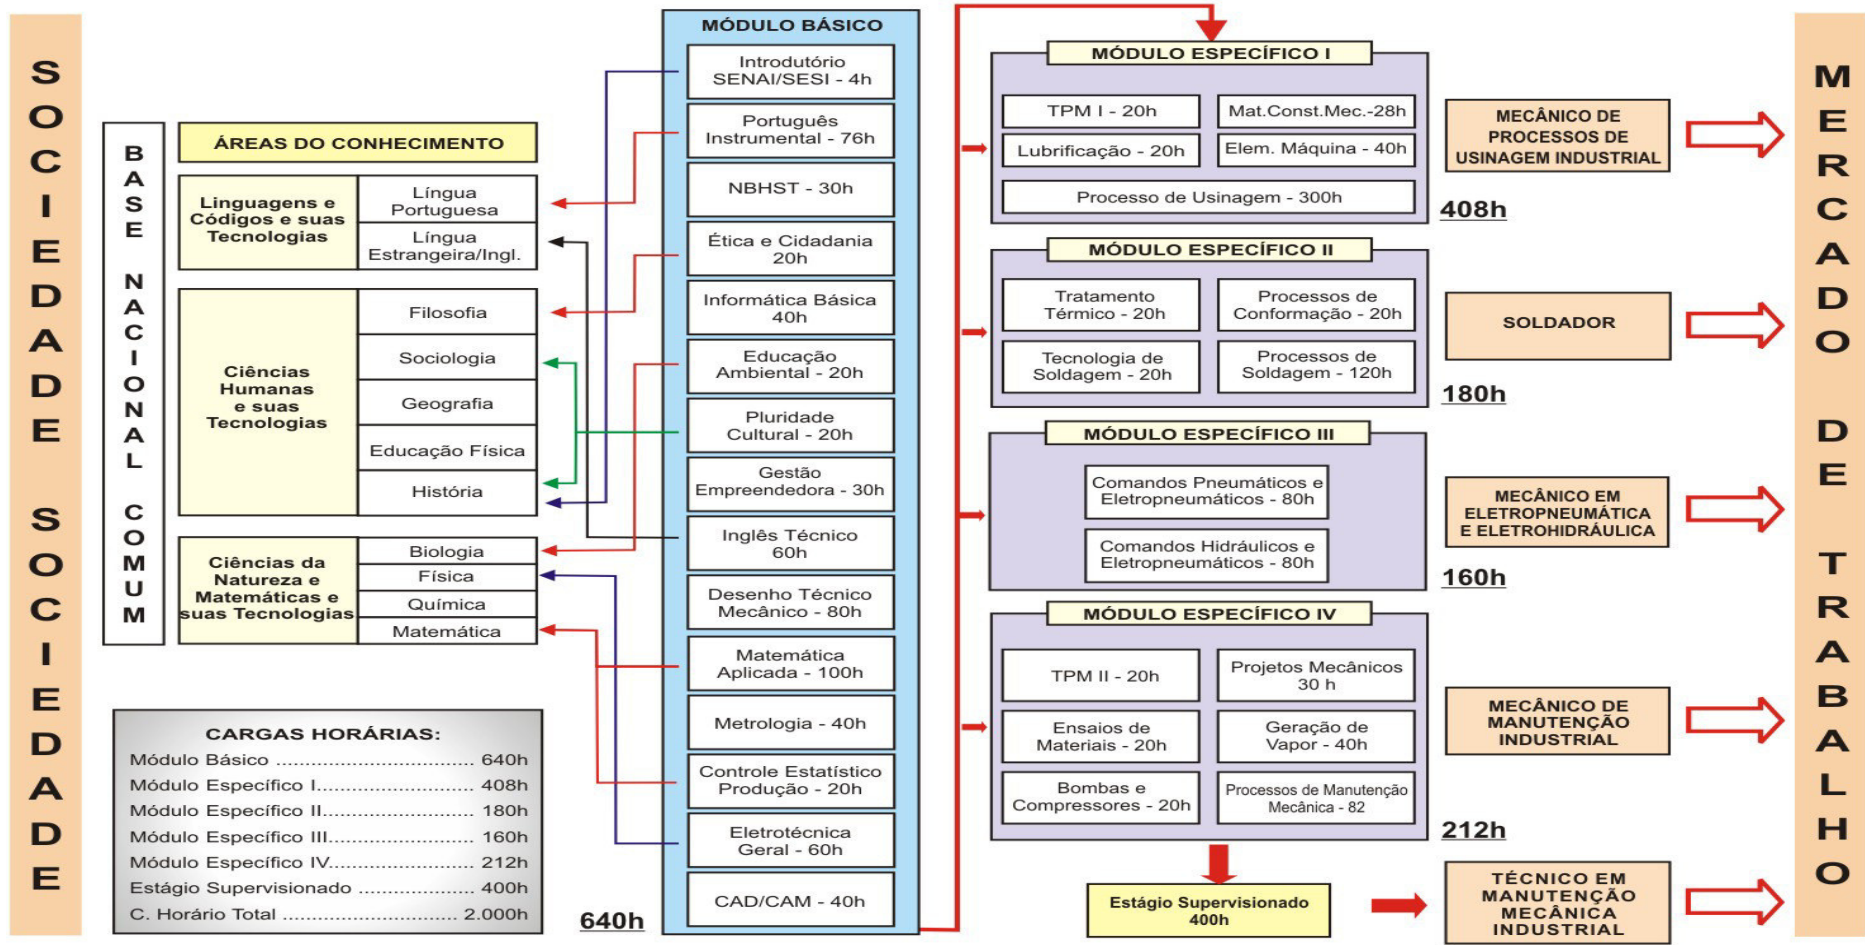 SOCIEDADE SOCIEDADE
BASE NACIONAL COMUM
ÁREAS DO CONHECIMENTO
Linguagens e
Códigos e suas
Tecnologias
Língua
Portuguesa
Língua
Estrangeira/Ingl.
Ciências
Humanas
e suas
Tecnologias
Filosofia
Sociologia
Geografia
Educação Física
História
Ciências da
Natureza e
Matemáticas e
suas Tecnologias
Biologia
Física
Química
Matemática
CARGAS HORÁRIAS:
Módulo Básico .................................. 640h
Módulo Específico I........................... 408h
Módulo Específico II.......................... 180h
Módulo Específico III......................... 160h
Módulo Específico IV......................... 212h
Estágio Supervisionado .................... 400h
C. Horário Total .............................. 2.000h
MÓDULO BÁSICO
Introdutório
SENAI/SESI - 4h
Português
Instrumental - 76h
NBHST - 30h
Ética e Cidadania
20h
Informática Básica
40h
Educação
Ambiental - 20h
Pluridade
Cultural - 20h
Gestão
Empreendedora - 30h
Inglês Técnico
60h
Desenho Técnico
Mecânico - 80h
Matemática
Aplicada - 100h
Metrologia - 40h
Controle Estatístico
Produção - 20h
Eletrotécnica
Geral - 60h
CAD/CAM - 40h
640h
MÓDULO ESPECÍFICO I
TPM I - 20h
Mat.Const.Mec.-28h
Lubrificação - 20h
Elem. Máquina - 40h
Processo de Usinagem - 300h
408h
MECÂNICO DE
PROCESSOS DE
USINAGEM INDUSTRIAL
MÓDULO ESPECÍFICO II
Tratamento
Térmico - 20h
Processos de
Conformação - 20h
Tecnologia de
Soldagem - 20h
Processos de
Soldagem - 120h
180h
SOLDADOR
MÓDULO ESPECÍFICO III
Comandos Pneumáticos e
Eletropneumáticos - 80h
Comandos Hidráulicos e
Eletropneumáticos - 80h
160h
MECÂNICO EM
ELETROPNEUMÁTICA
E ELETROHIDRÁULICA
MÓDULO ESPECÍFICO IV
TPM II - 20h
Projetos Mecânicos
30 h
Ensaios de
Materiais - 20h
Geração de
Vapor - 40h
Bombas e
Compressores - 20h
Processos de Manutenção
Mecânica - 82
212h
MECÂNICO DE
MANUTENÇÃO
INDUSTRIAL
Estágio Supervisionado
400h
TÉCNICO EM
MANUTENÇÃO
MECÂNICA
INDUSTRIAL
MERCADO DE TRABALHO